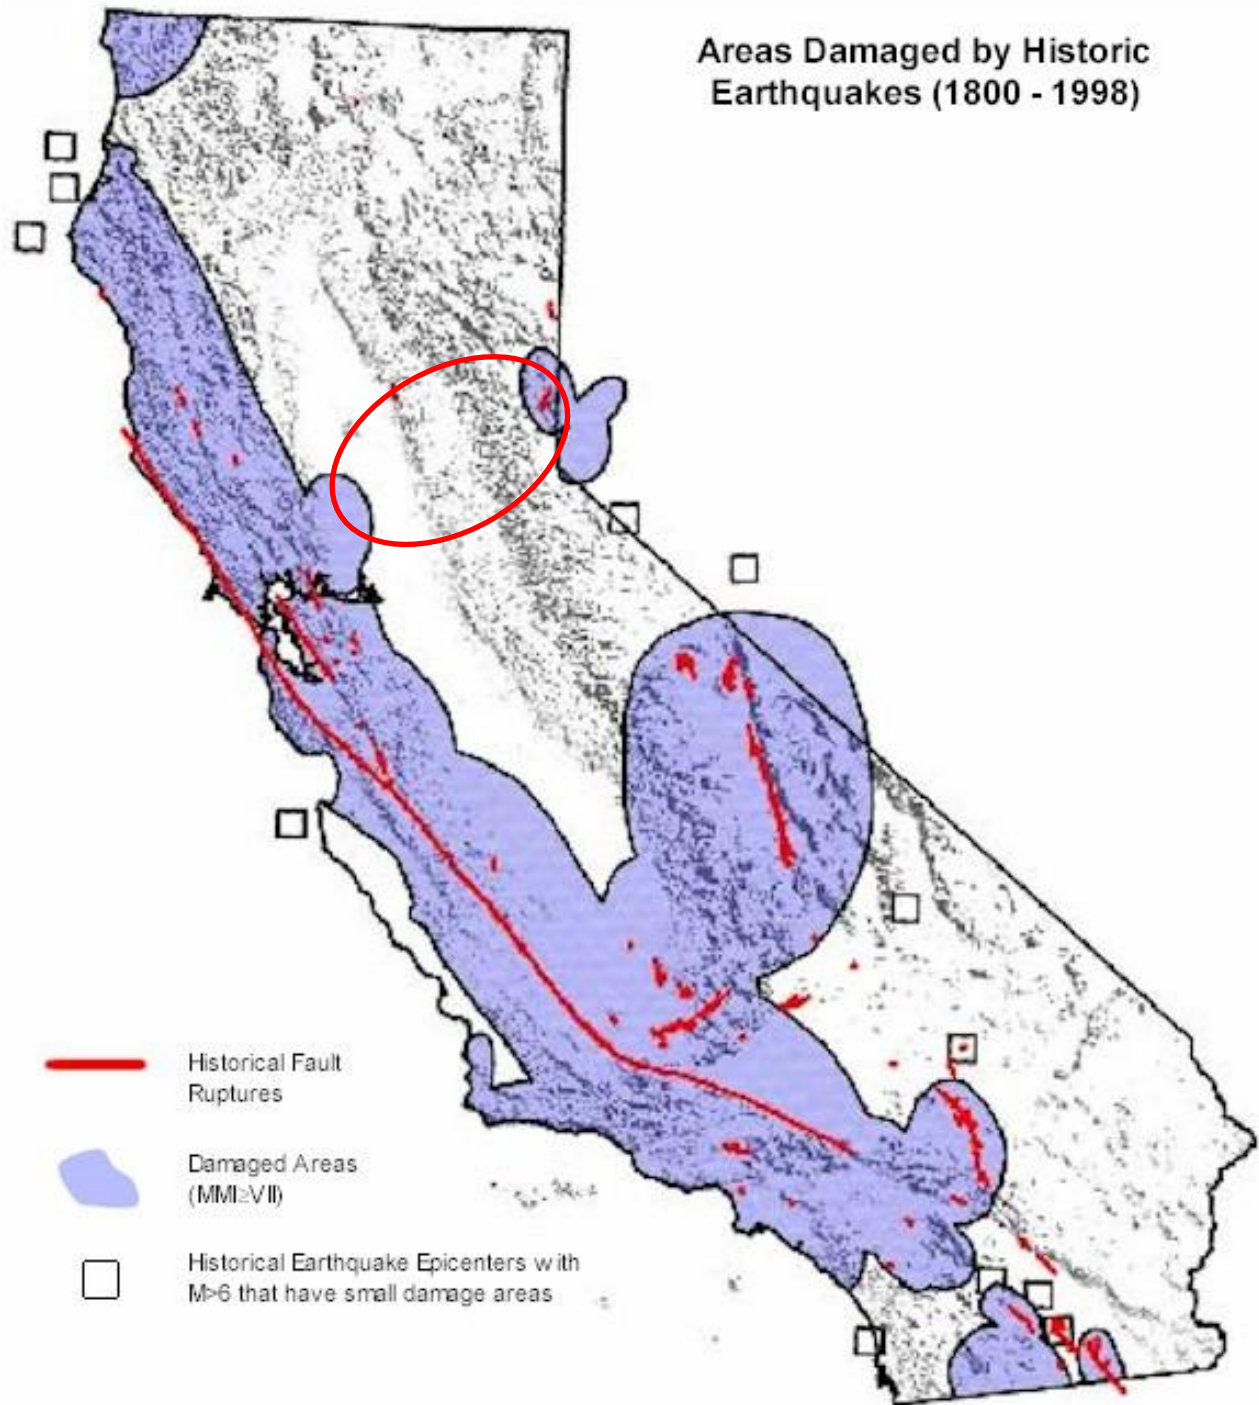 Areas Damaged by Historic
Earthquakes (1800 - 1998)
Historical Fault
Ruptures
Damaged Areas
(MMI≥VII)
Historical Earthquake Epicenters with
M>6 that have small damage areas